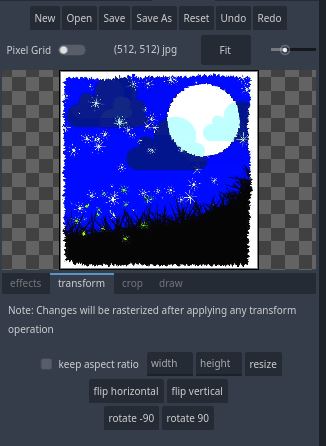 New Open Save Save As Reset Undo Redo
Pixel Grid (512, 512) jpg Fit
effects transform crop draw
Note: Changes will be rasterized after applying any transform
operation
keep aspect ratio width height resize
flip horizontal flip vertical
rotate -90 rotate 90